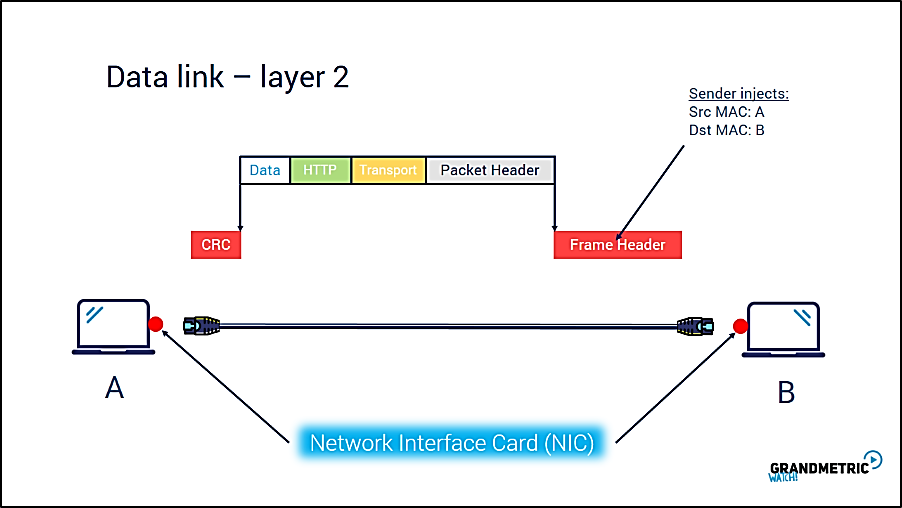 Data link – layer 2
Sender injects:
Src MAC: A
Dst MAC: B
Data HTTP Transport Packet Header
CRC Frame Header
A
B
Network Interface Card (NIC)
GRANDMETRIC
WATCH!